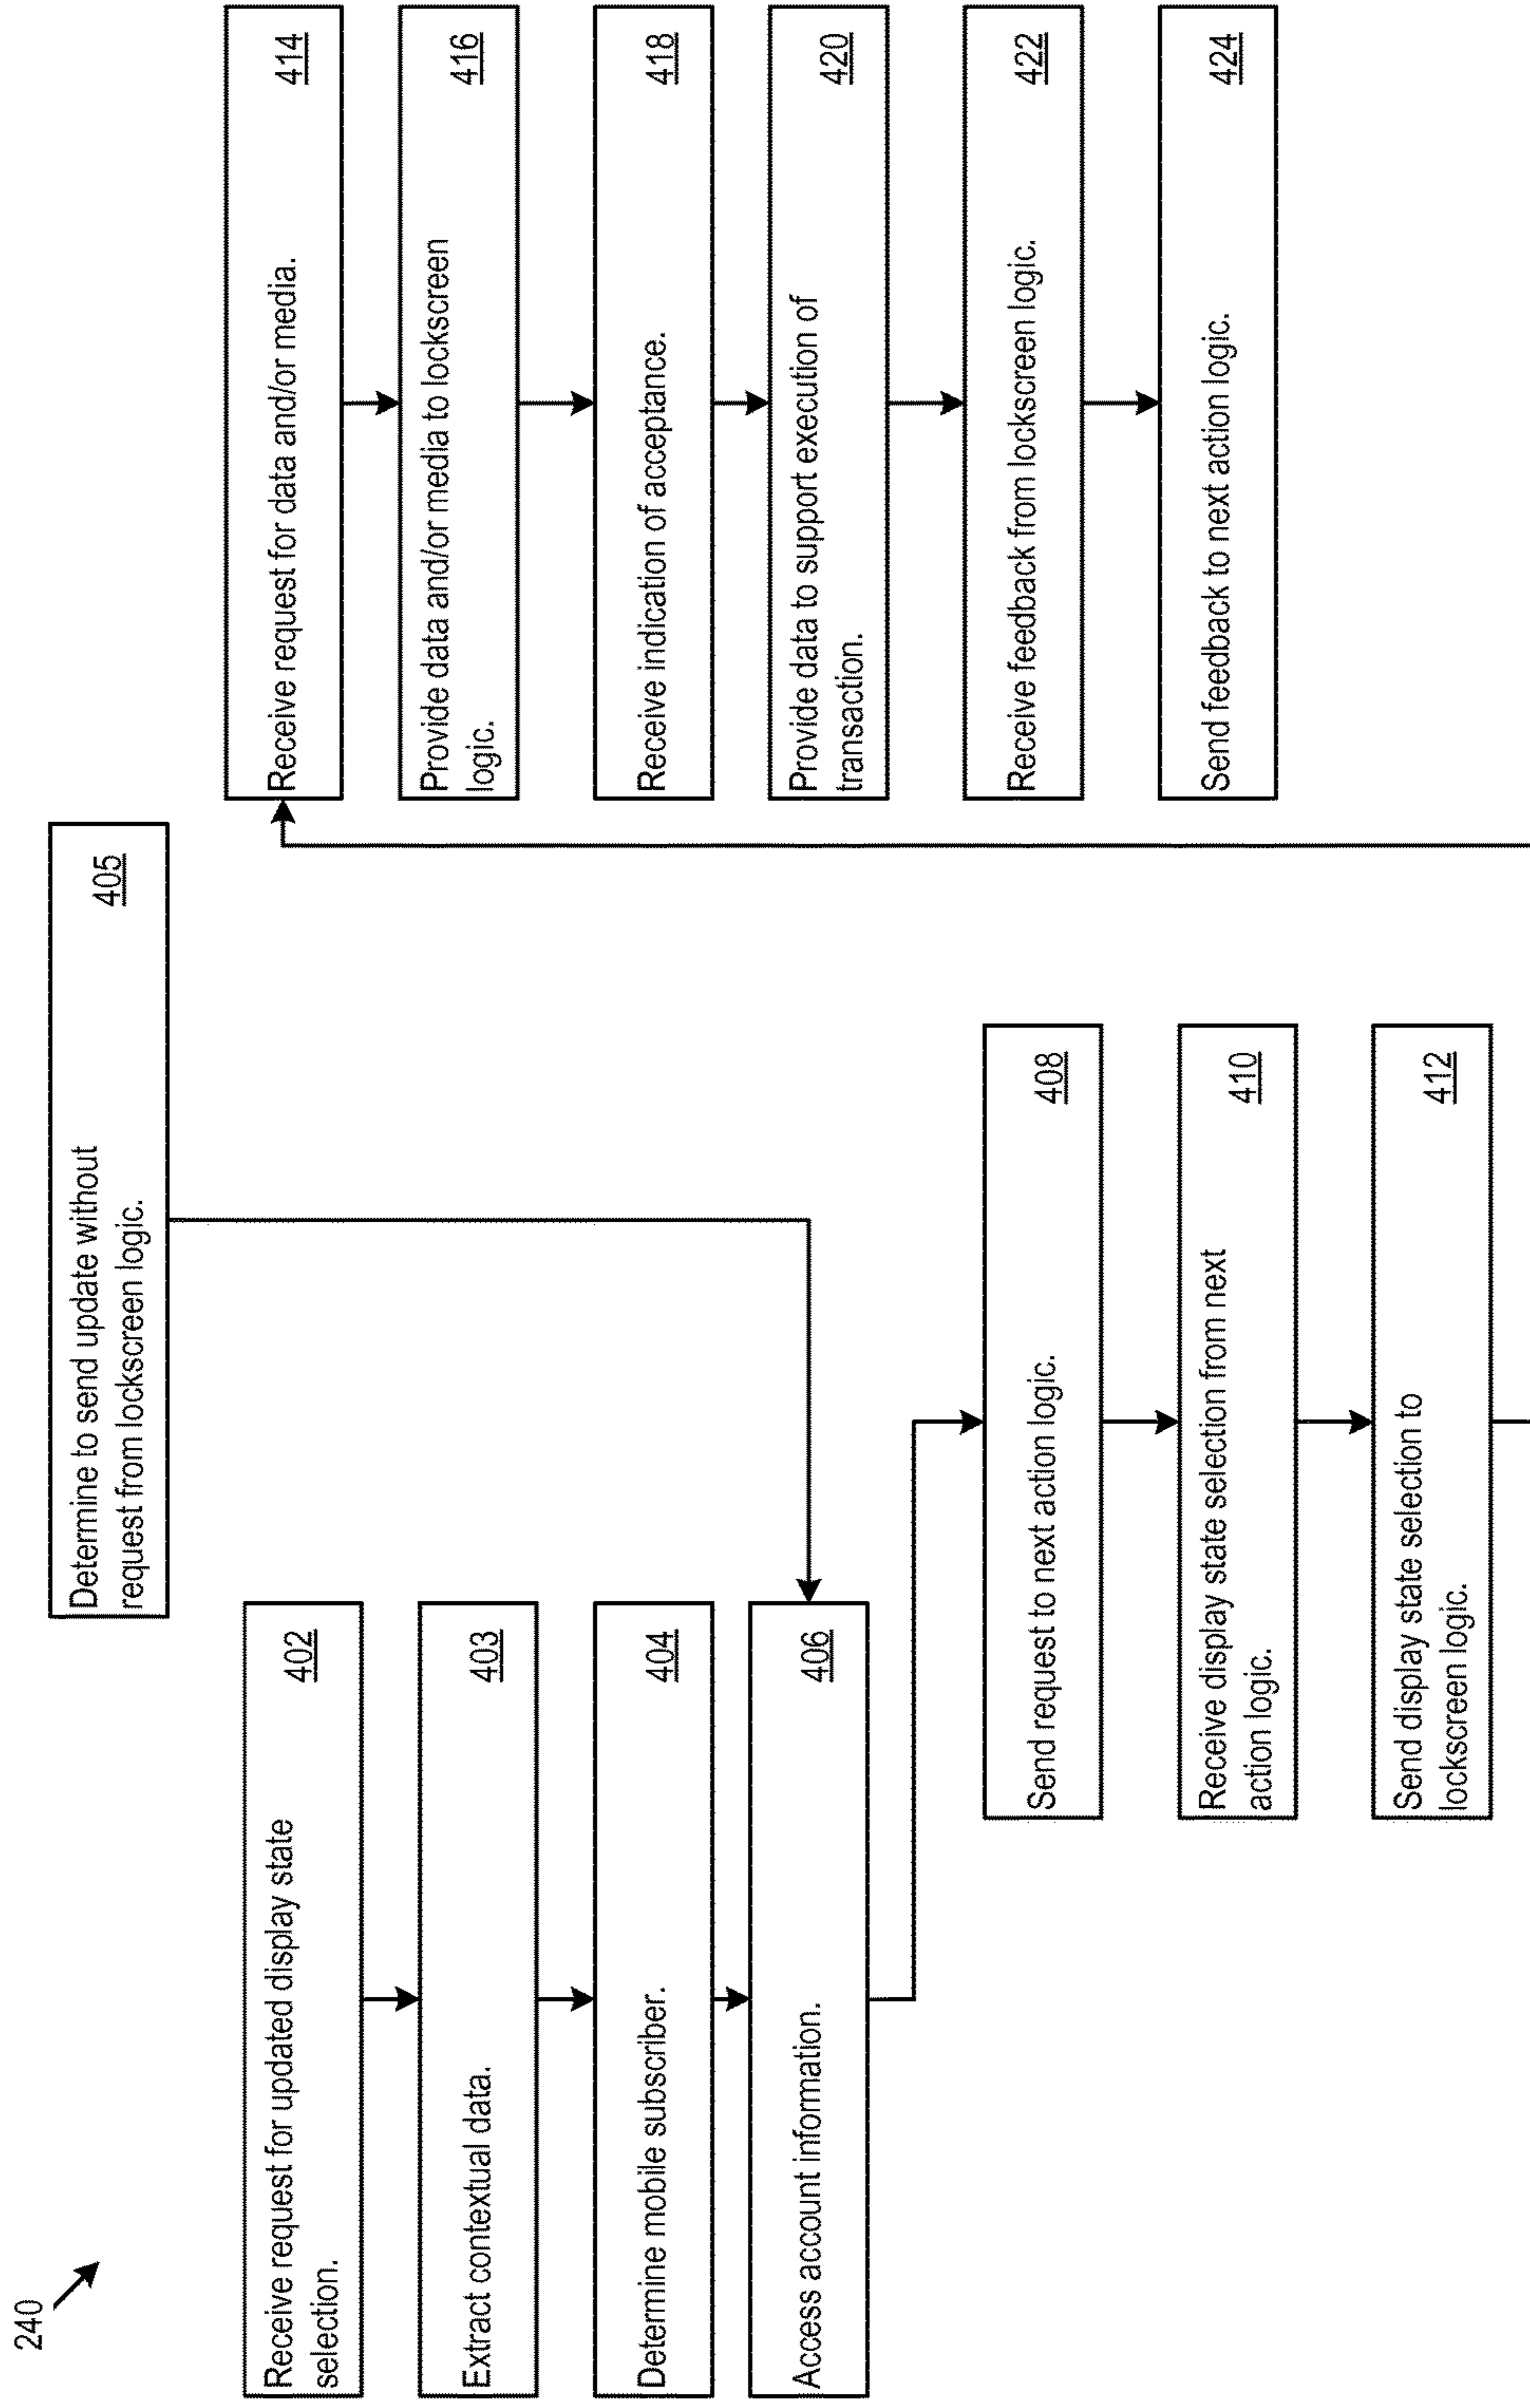 240
Receive request for updated display state
selection.
402
Extract contextual data.
403
Determine mobile subscriber.
404
Access account information.
406
Determine to send update without
request from lockscreen logic.
405
Send request to next action logic.
408
Receive display state selection from next
action logic.
410
Send display state selection to
lockscreen logic.
412
Receive request for data and/or media.
414
Provide data and/or media to lockscreen
logic.
416
Receive indication of acceptance.
418
Provide data to support execution of
transaction.
420
Receive feedback from lockscreen logic.
422
Send feedback to next action logic.
424